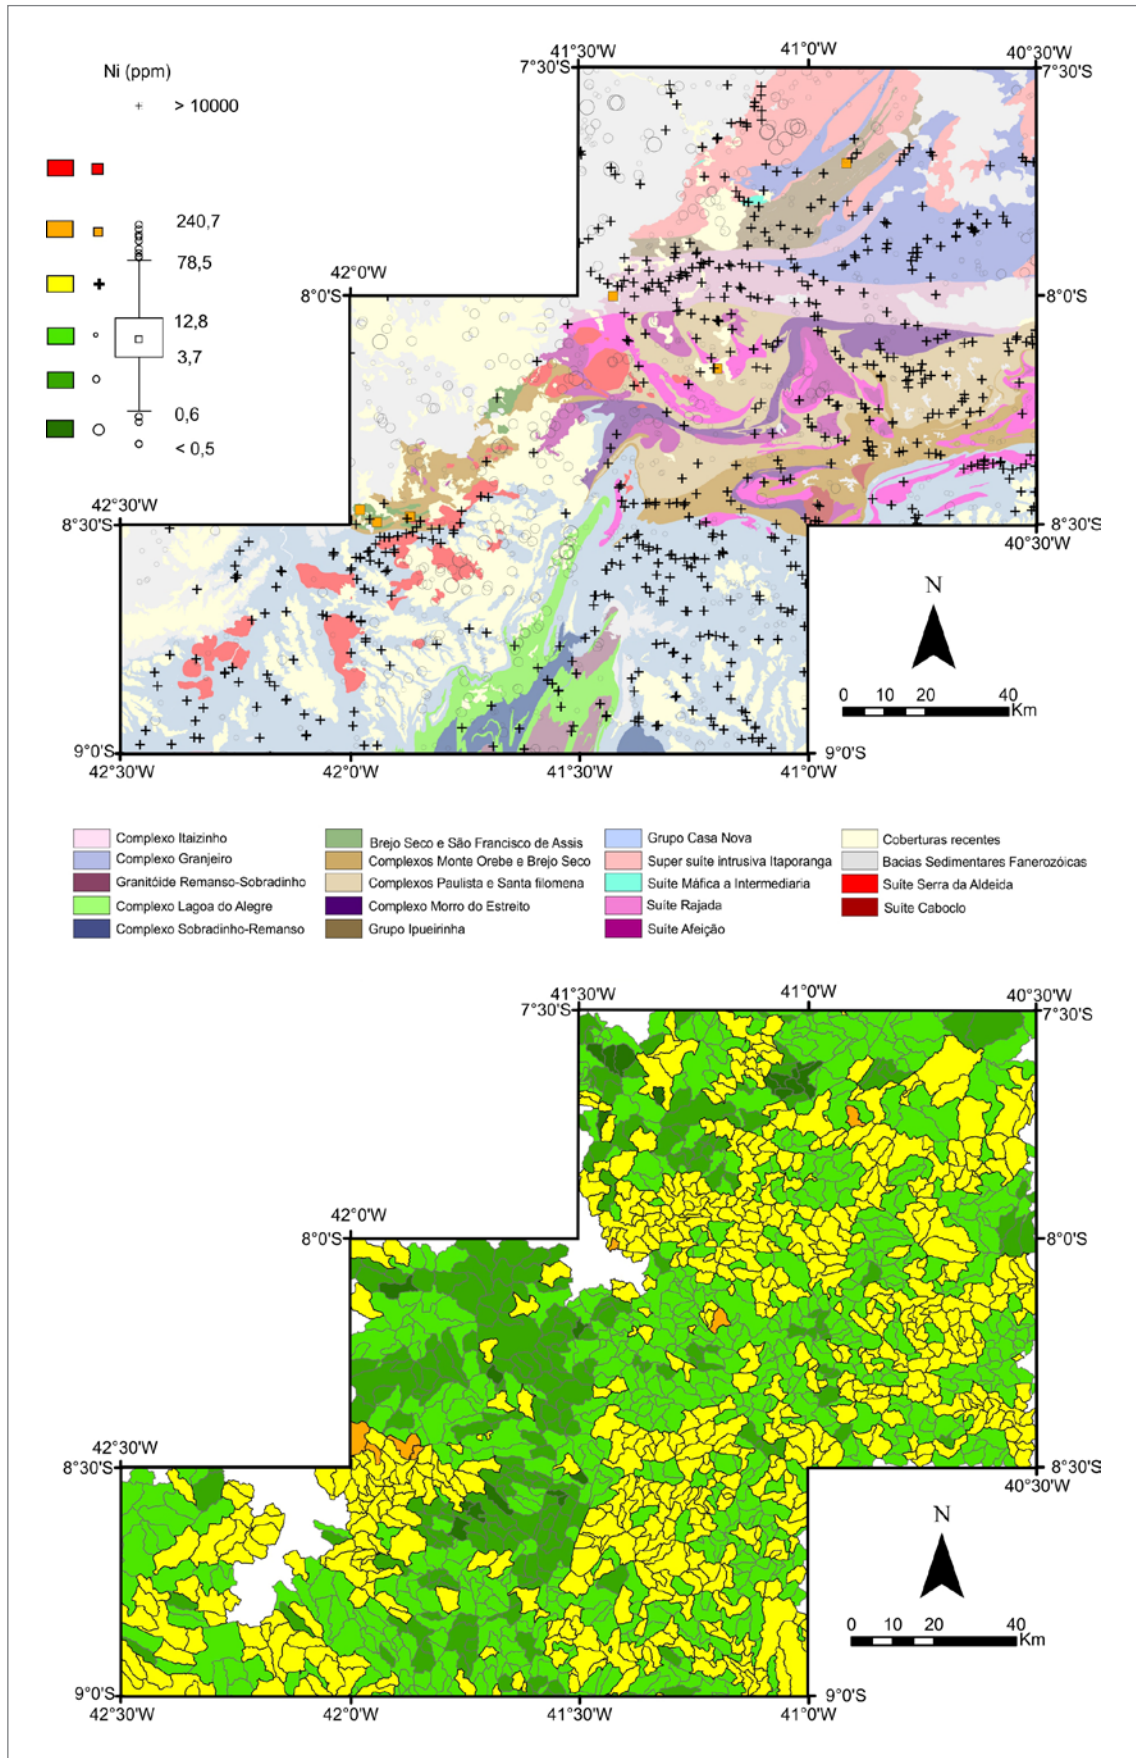 41°30'W 41°0'W 40°30'W
7°30'S 7°30'S
Ni (ppm)
> 10000
240,7
78,5
12,8
3,7
0,6
< 0,5
42°0'W
8°0'S 8°0'S
42°30'W
8°30'S 8°30'S
40°30'W
N
0 10 20 40
Km
9°0'S 9°0'S
42°30'W 42°0'W 41°30'W 41°0'W
Complexo Itaizinho
Complexo Granjeiro
Granitóide Remanso-Sobradinho
Complexo Lagoa do Alegre
Complexo Sobradinho-Remanso
Brejo Seco e São Francisco de Assis
Complexos Monte Orebe e Brejo Seco
Complexos Paulista e Santa filomena
Complexo Morro do Estreito
Grupo Ipueirinha
Grupo Casa Nova
Super suíte intrusiva Itaporanga
Suíte Máfica a Intermediaria
Suíte Rajada
Suíte Afeição
Coberturas recentes
Bacias Sedimentares Fanerozóicas
Suíte Serra da Aldeida
Suíte Caboclo
41°30'W 41°0'W 40°30'W
7°30'S 7°30'S
42°0'W
8°0'S 8°0'S
42°30'W
8°30'S 8°30'S
40°30'W
N
0 10 20 40
Km
9°0'S 9°0'S
42°30'W 42°0'W 41°30'W 41°0'W